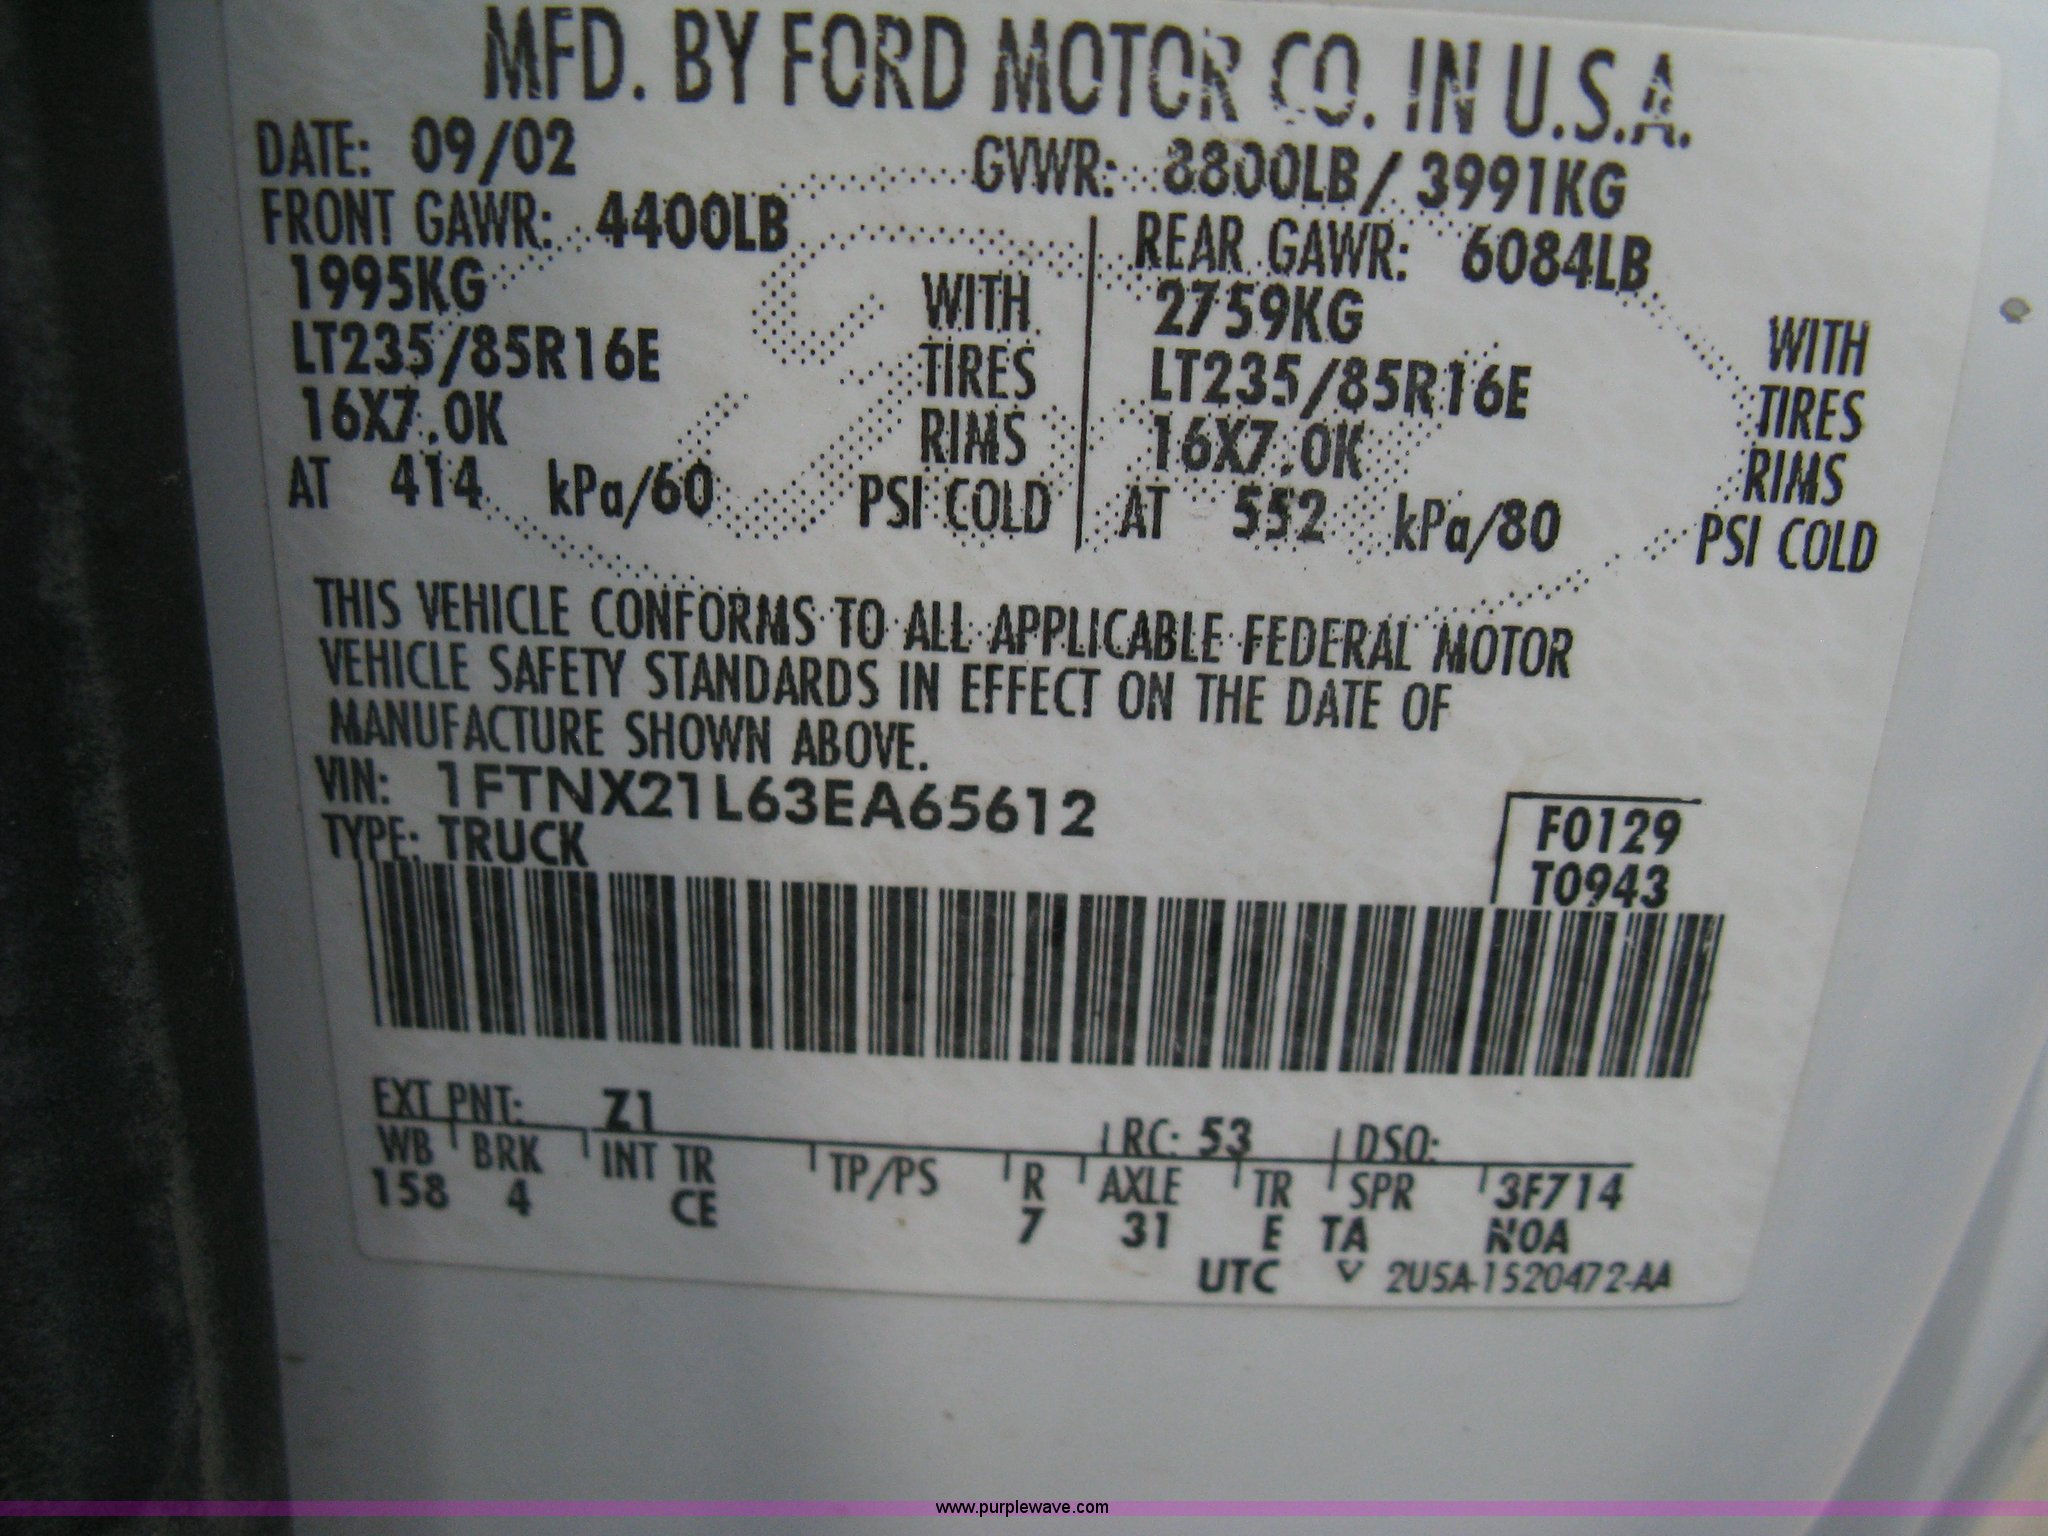 MFD. BY FORD MOTOR CO. IN U.S.A.
DATE: 09/02 GVWR: 8800LB / 3991KG
FRONT GAWR: 4400LB REAR GAWR: 6084LB
1995KG WITH 2759KG WITH
LT235/85R16E TIRES LT235/85R16E TIRES
16X7.0K RIMS 16X7.0K RIMS
AT 414 kPa/60 PSI COLD AT 552 kPa/80 PSI COLD
THIS VEHICLE CONFORMS TO ALL APPLICABLE FEDERAL MOTOR
VEHICLE SAFETY STANDARDS IN EFFECT ON THE DATE OF
MANUFACTURE SHOWN ABOVE.
VIN: 1FTNX21L63EA65612
F0129
TYPE: TRUCK
T0943
EXT PNT: Z1 RC: 53 DSO:
WB BRK INT TR TP/PS R AXLE TR SPR 3F714
158 4 CE 7 31 E TA N0A
UTC V 2U5A-1520472-AA
www.purplewave.com